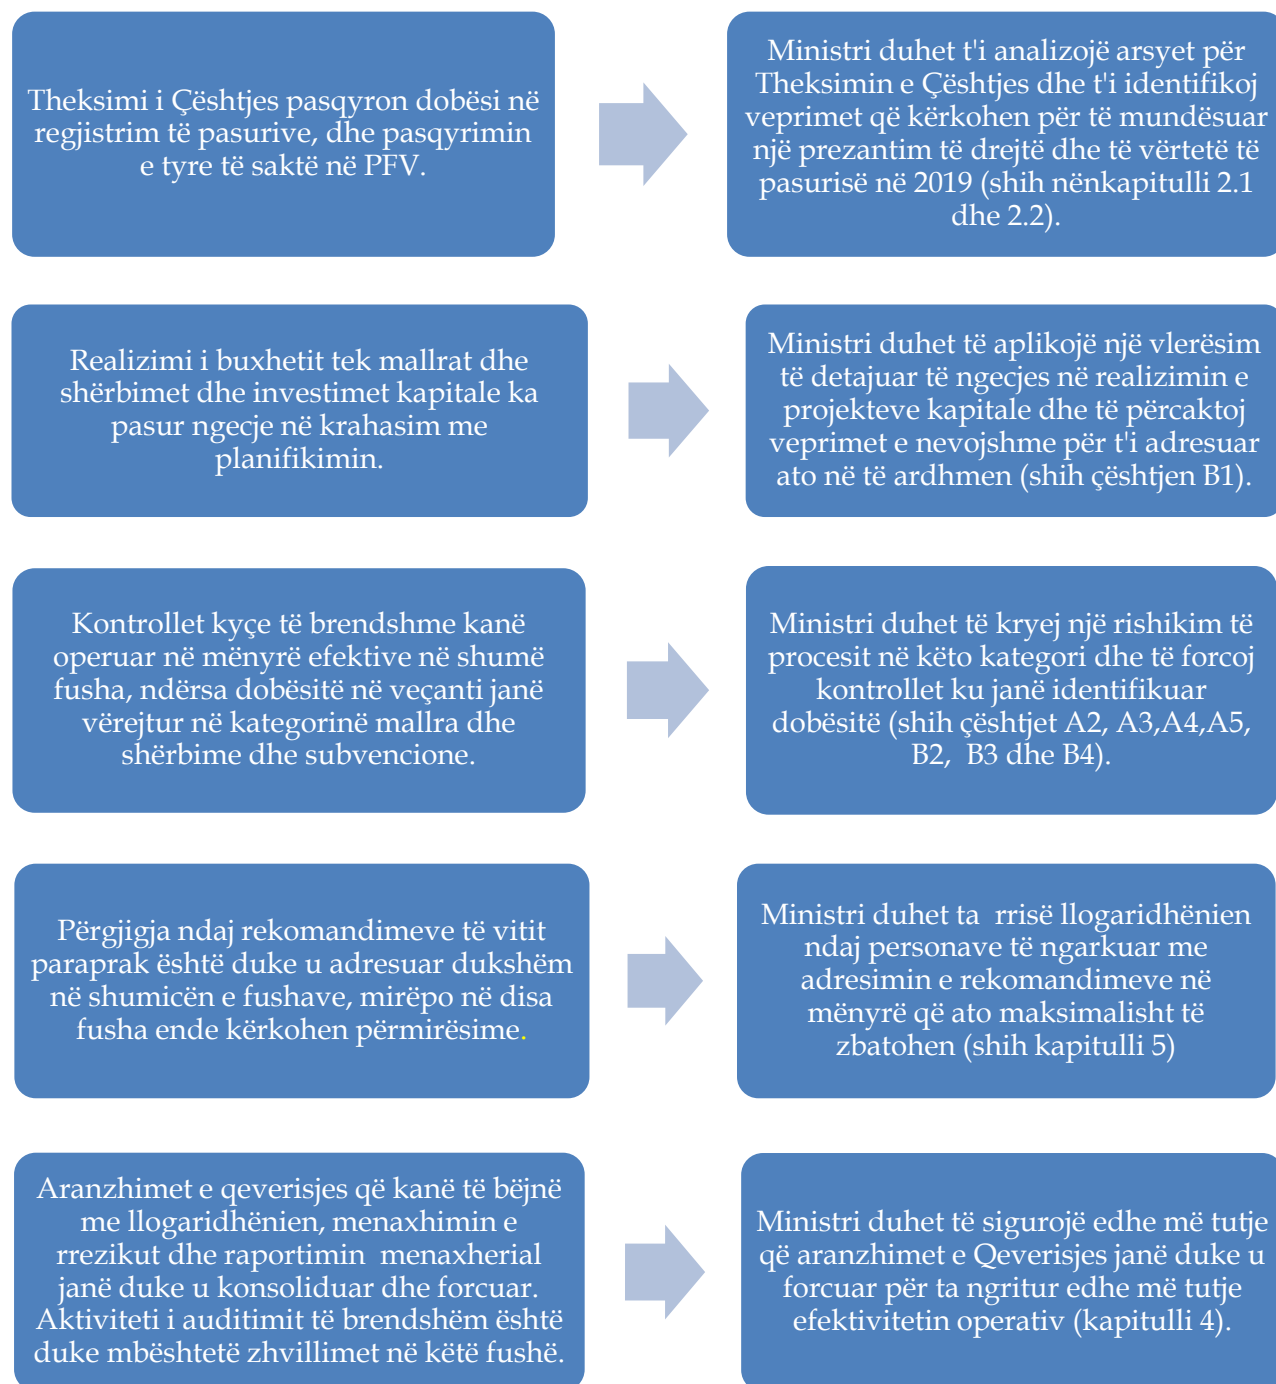 Theksimi i Çështjes pasqyron dobësi në
regjistrim të pasurive, dhe pasqyrimin
e tyre të saktë në PFV.
Ministri duhet t'i analizojë arsyet për
Theksimin e Çështjes dhe t'i identifikoj
veprimet që kërkohen për të mundësuar
një prezantim të drejtë dhe të vërtetë të
pasurisë në 2019 (shih nënkapitulli 2.1
dhe 2.2).
Realizimi i buxhetit tek mallrat dhe
shërbimet dhe investimet kapitale ka
pasur ngecje në krahasim me
planifikimin.
Ministri duhet të aplikojë një vlerësim
të detajuar të ngecjes në realizimin e
projekteve kapitale dhe të përcaktoj
veprimet e nevojshme për t'i adresuar
ato në të ardhmen (shih çështjen B1).
Kontrollet kyçe të brendshme kanë
operuar në mënyrë efektive në shumë
fusha, ndërsa dobësitë në veçanti janë
vërejtur në kategorinë mallra dhe
shërbime dhe subvencione.
Ministri duhet të kryej një rishikim të
procesit në këto kategori dhe të forcoj
kontrollet ku janë identifikuar
dobësitë (shih çështjet A2, A3,A4,A5,
B2,  B3 dhe B4).
Përgjigja ndaj rekomandimeve të vitit
paraprak është duke u adresuar dukshëm
në shumicën e fushave, mirëpo në disa
fusha ende kërkohen përmirësime.
Ministri duhet ta  rrisë llogaridhënien
ndaj personave të ngarkuar me
adresimin e rekomandimeve në
mënyrë që ato maksimalisht të
zbatohen (shih kapitulli 5)
Aranzhimet e qeverisjes që kanë të bëjnë
me llogaridhënien, menaxhimin e
rrezikut dhe raportimin  menaxherial
janë duke u konsoliduar dhe forcuar.
Aktiviteti i auditimit të brendshëm është
duke mbështetë zhvillimet në këtë fushë.
Ministri duhet të sigurojë edhe më tutje
që aranzhimet e Qeverisjes janë duke u
forcuar për ta ngritur edhe më tutje
efektivitetin operativ (kapitulli 4).